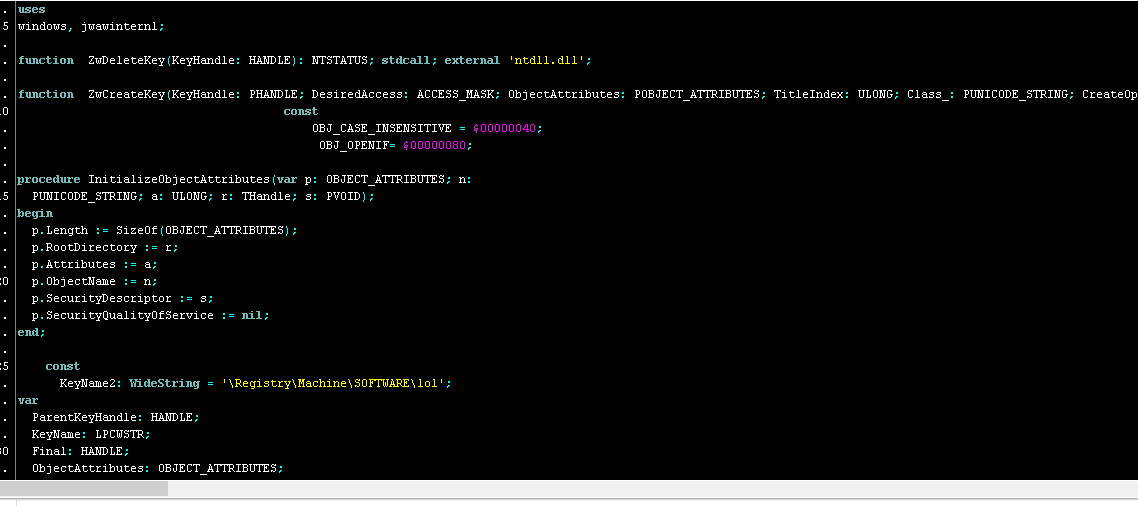 . uses
5 windows, jwawinternl;
.
. function  ZwDeleteKey(KeyHandle: HANDLE): NTSTATUS; stdcall; external 'ntdll.dll';
.
. function  ZwCreateKey(KeyHandle: PHANDLE; DesiredAccess: ACCESS_MASK; ObjectAttributes: POBJECT_ATTRIBUTES; TitleIndex: ULONG; Class_: PUNICODE_STRING; CreateOp
0 const
. OBJ_CASE_INSENSITIVE = $00000040;
. OBJ_OPENIF= $00000080;
.
. procedure InitializeObjectAttributes(var p: OBJECT_ATTRIBUTES; n:
5 PUNICODE_STRING; a: ULONG; r: THandle; s: PVOID);
. begin
. p.Length := SizeOf(OBJECT_ATTRIBUTES);
. p.RootDirectory := r;
. p.Attributes := a;
20 p.ObjectName := n;
. p.SecurityDescriptor := s;
. p.SecurityQualityOfService := nil;
. end;
.
25 const
. KeyName2: WideString = '\Registry\Machine\SOFTWARE\lol';
. var
. ParentKeyHandle: HANDLE;
. KeyName: LPCWSTR;
30 Final: HANDLE;
. ObjectAttributes: OBJECT_ATTRIBUTES;